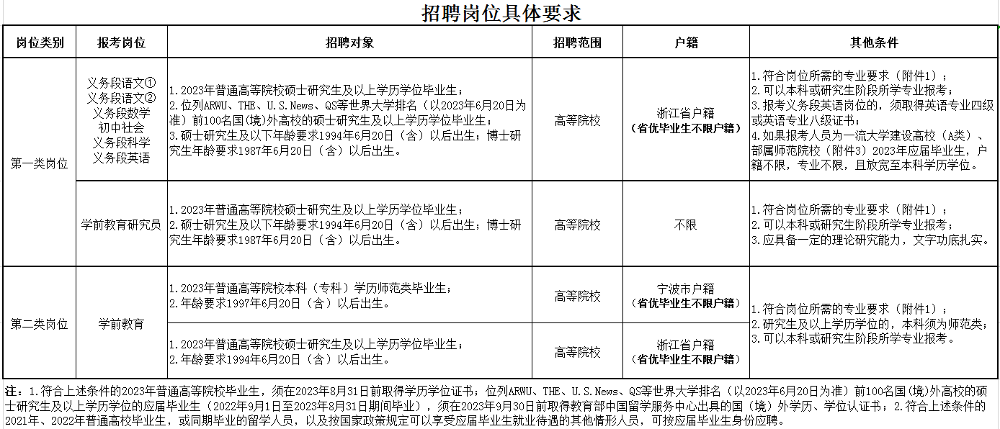 招聘岗位具体要求
岗位类别
报考岗位
招聘对象
招聘范围
户籍
其他条件
第一类岗位
义务段语文①
义务段语文②
义务段数学
初中社会
义务段科学
义务段英语
1.2023年普通高等院校硕士研究生及以上学历学位毕业生；
2.位列ARWU、THE、U.S.News、QS等世界大学排名（以2023年6月20日为
准）前100名国(境)外高校的硕士研究生及以上学历学位毕业生；
3.硕士研究生及以下年龄要求1994年6月20日（含）以后出生；博士研
究生年龄要求1987年6月20日（含）以后出生。
高等院校
浙江省户籍
（省优毕业生不限户籍）
1.符合岗位所需的专业要求（附件1）；
2.可以本科或研究生阶段所学专业报考；
3.报考义务段英语岗位的，须取得英语专业四级
或英语专业八级证书；
4.如果报考人员为一流大学建设高校（A类）、
部属师范院校（附件3）2023年应届毕业生，户
籍不限，专业不限，且放宽至本科学历学位。
学前教育研究员
1.2023年普通高等院校硕士研究生及以上学历学位毕业生；
2.硕士研究生及以下年龄要求1994年6月20日（含）以后出生；博士研
究生年龄要求1987年6月20日（含）以后出生。
高等院校
不限
1.符合岗位所需的专业要求（附件1）；
2.可以本科或研究生阶段所学专业报考；
3.应具备一定的理论研究能力，文字功底扎实。
第二类岗位
学前教育
1.2023年普通高等院校本科（专科）学历师范类毕业生；
2.年龄要求1997年6月20日（含）以后出生。
高等院校
宁波市户籍
（省优毕业生不限户籍）
1.符合岗位所需的专业要求（附件1）；
2.研究生及以上学历学位的，本科须为师范类；
3.可以本科或研究生阶段所学专业报考。
1.2023年普通高等院校硕士研究生及以上学历学位毕业生；
2.年龄要求1994年6月20日（含）以后出生。
高等院校
浙江省户籍
（省优毕业生不限户籍）
注：1.符合上述条件的2023年普通高等院校毕业生，须在2023年8月31日前取得学历学位证书；位列ARWU、THE、U.S.News、QS等世界大学排名（以2023年6月20日为准）前100名国(境)外高校的硕
士研究生及以上学历学位的应届毕业生（2022年9月1日至2023年8月31日期间毕业），须在2023年9月30日前取得教育部中国留学服务中心出具的国（境）外学历、学位认证书；2.符合上述条件的
2021年、2022年普通高校毕业生，或同期毕业的留学人员，以及按国家政策规定可以享受应届毕业生就业待遇的其他情形人员，可按应届毕业生身份应聘。